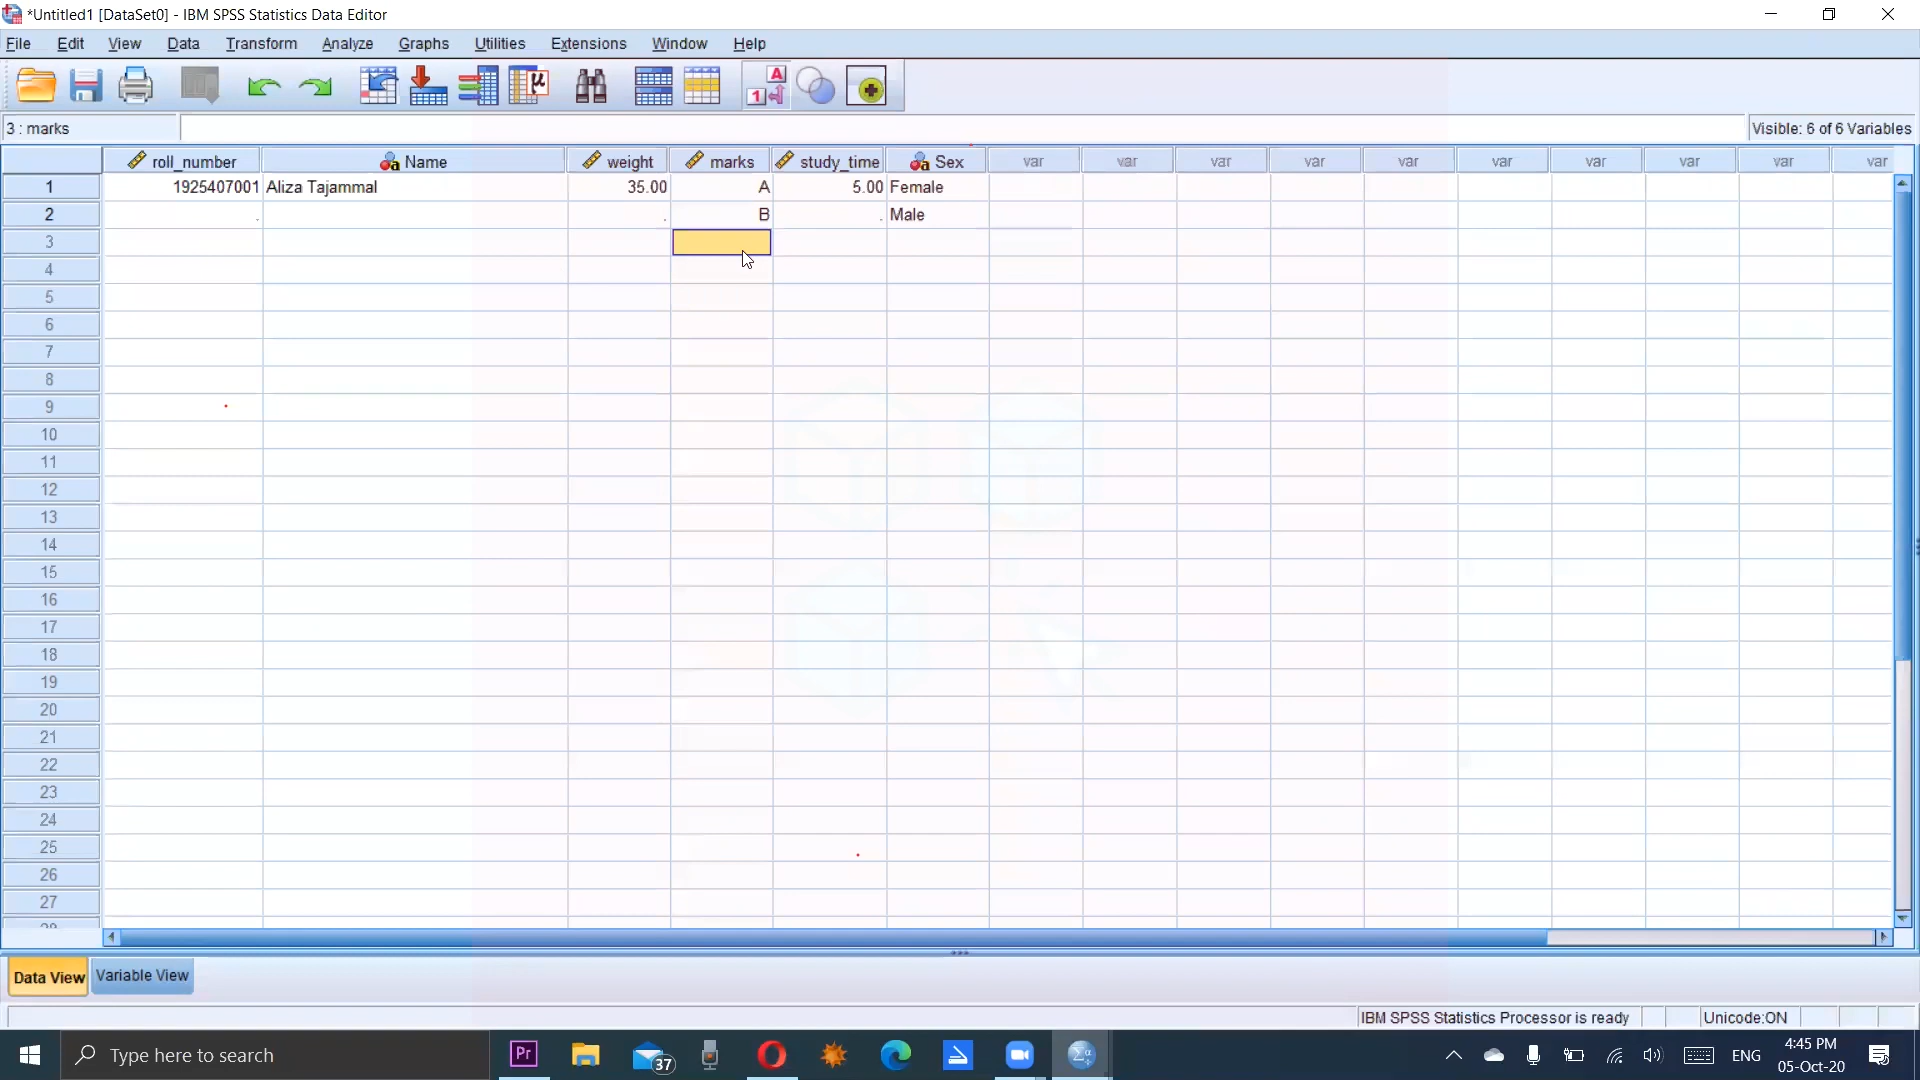 *Untitled1 [DataSet0] - IBM SPSS Statistics Data Editor
File Edit View Data Transform Analyze Graphs Utilities Extensions Window Help
3 : marks
Visible: 6 of 6 Variables
roll_number Name weight marks study_time Sex var var var var var var var var var var
1 1925407001 Aliza Tajammal 35.00 A 5.00 Female
2 . . B . Male
3
4
5
6
7
8
9
10
11
12
13
14
15
16
17
18
19
20
21
22
23
24
25
26
27
28
Data View Variable View
IBM SPSS Statistics Processor is ready Unicode:ON
Type here to search Pr 37 ENG 4:45 PM
05-Oct-20